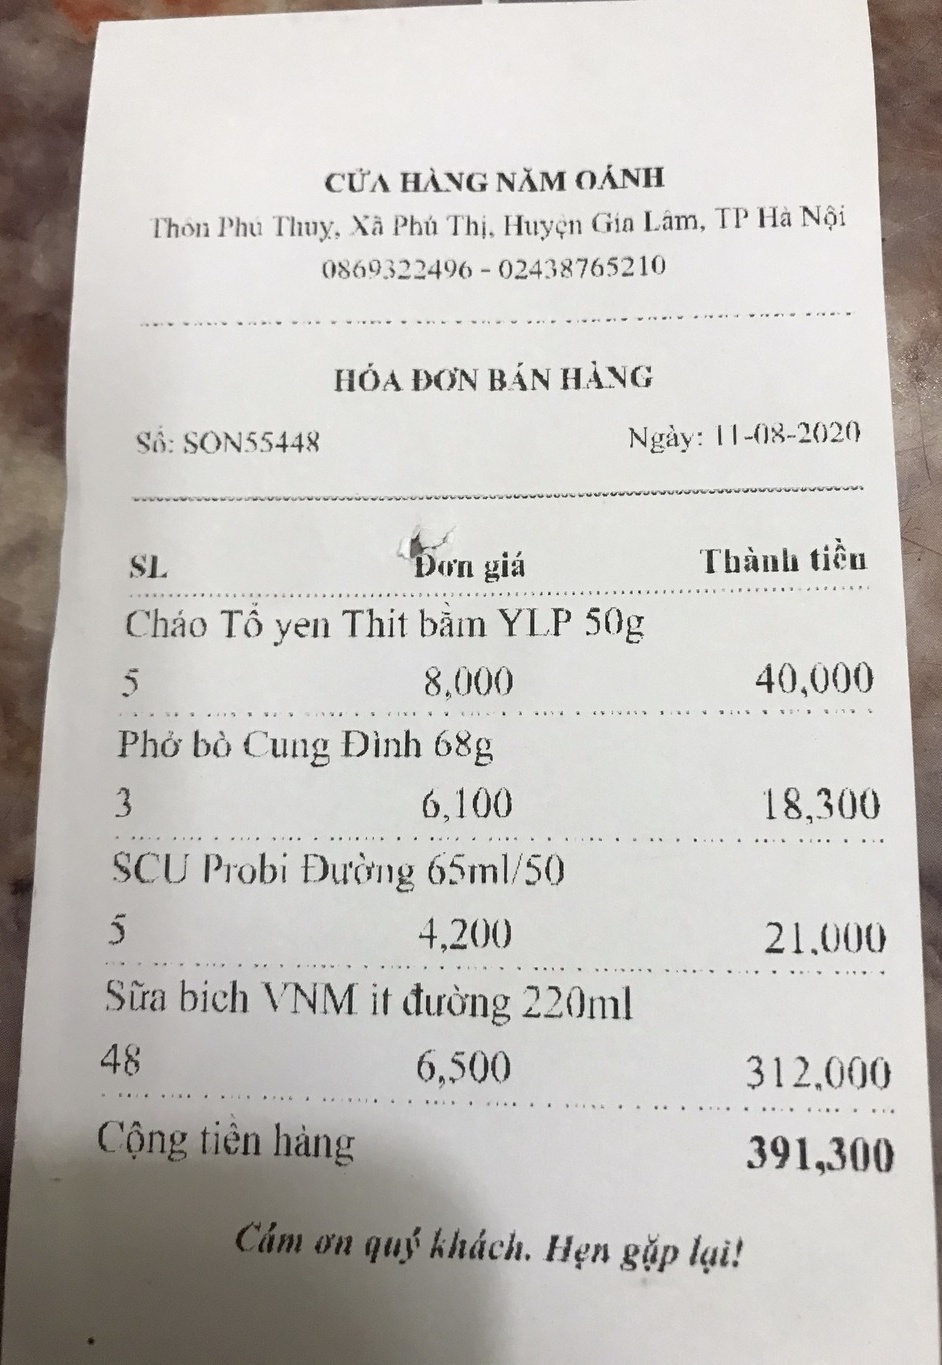 CỬA HÀNG NĂM OÁNH
Thôn Phú Thuỵ, Xã Phú Thị, Huyện Gia Lâm, TP Hà Nội
0869322496 - 02438765210
HÓA ĐƠN BÁN HÀNG
Số: SON55448 Ngày: 11-08-2020
SL Đơn giá Thành tiền
Cháo Tổ yen Thit bằm YLP 50g
5 8,000 40,000
Phở bò Cung Đình 68g
3 6,100 18,300
SCU Probi Đường 65ml/50
5 4,200 21,000
Sữa bich VNM it đường 220ml
48 6,500 312,000
Cộng tiền hàng 391,300
Cám ơn quý khách. Hẹn gặp lại!